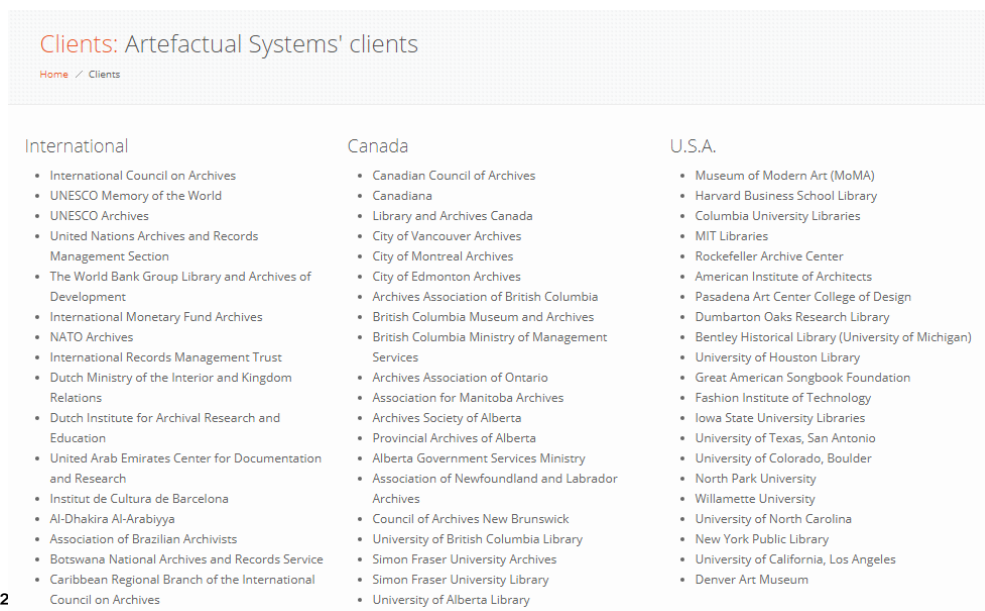 Clients: Artefactual Systems' clients
Home / Clients
International
• International Council on Archives
• UNESCO Memory of the World
• UNESCO Archives
• United Nations Archives and Records
Management Section
• The World Bank Group Library and Archives of
Development
• International Monetary Fund Archives
• NATO Archives
• International Records Management Trust
• Dutch Ministry of the Interior and Kingdom
Relations
• Dutch Institute for Archival Research and
Education
• United Arab Emirates Center for Documentation
and Research
• Institut de Cultura de Barcelona
• Al-Dhakira Al-Arabiyya
• Association of Brazilian Archivists
• Botswana National Archives and Records Service
• Caribbean Regional Branch of the International
Council on Archives
Canada
• Canadian Council of Archives
• Canadiana
• Library and Archives Canada
• City of Vancouver Archives
• City of Montreal Archives
• City of Edmonton Archives
• Archives Association of British Columbia
• British Columbia Museum and Archives
• British Columbia Ministry of Management
Services
• Archives Association of Ontario
• Association for Manitoba Archives
• Archives Society of Alberta
• Provincial Archives of Alberta
• Alberta Government Services Ministry
• Association of Newfoundland and Labrador
Archives
• Council of Archives New Brunswick
• University of British Columbia Library
• Simon Fraser University Archives
• Simon Fraser University Library
• University of Alberta Library
U.S.A.
• Museum of Modern Art (MoMA)
• Harvard Business School Library
• Columbia University Libraries
• MIT Libraries
• Rockefeller Archive Center
• American Institute of Architects
• Pasadena Art Center College of Design
• Dumbarton Oaks Research Library
• Bentley Historical Library (University of Michigan)
• University of Houston Library
• Great American Songbook Foundation
• Fashion Institute of Technology
• Iowa State University Libraries
• University of Texas, San Antonio
• University of Colorado, Boulder
• North Park University
• Willamette University
• University of North Carolina
• New York Public Library
• University of California, Los Angeles
• Denver Art Museum
2